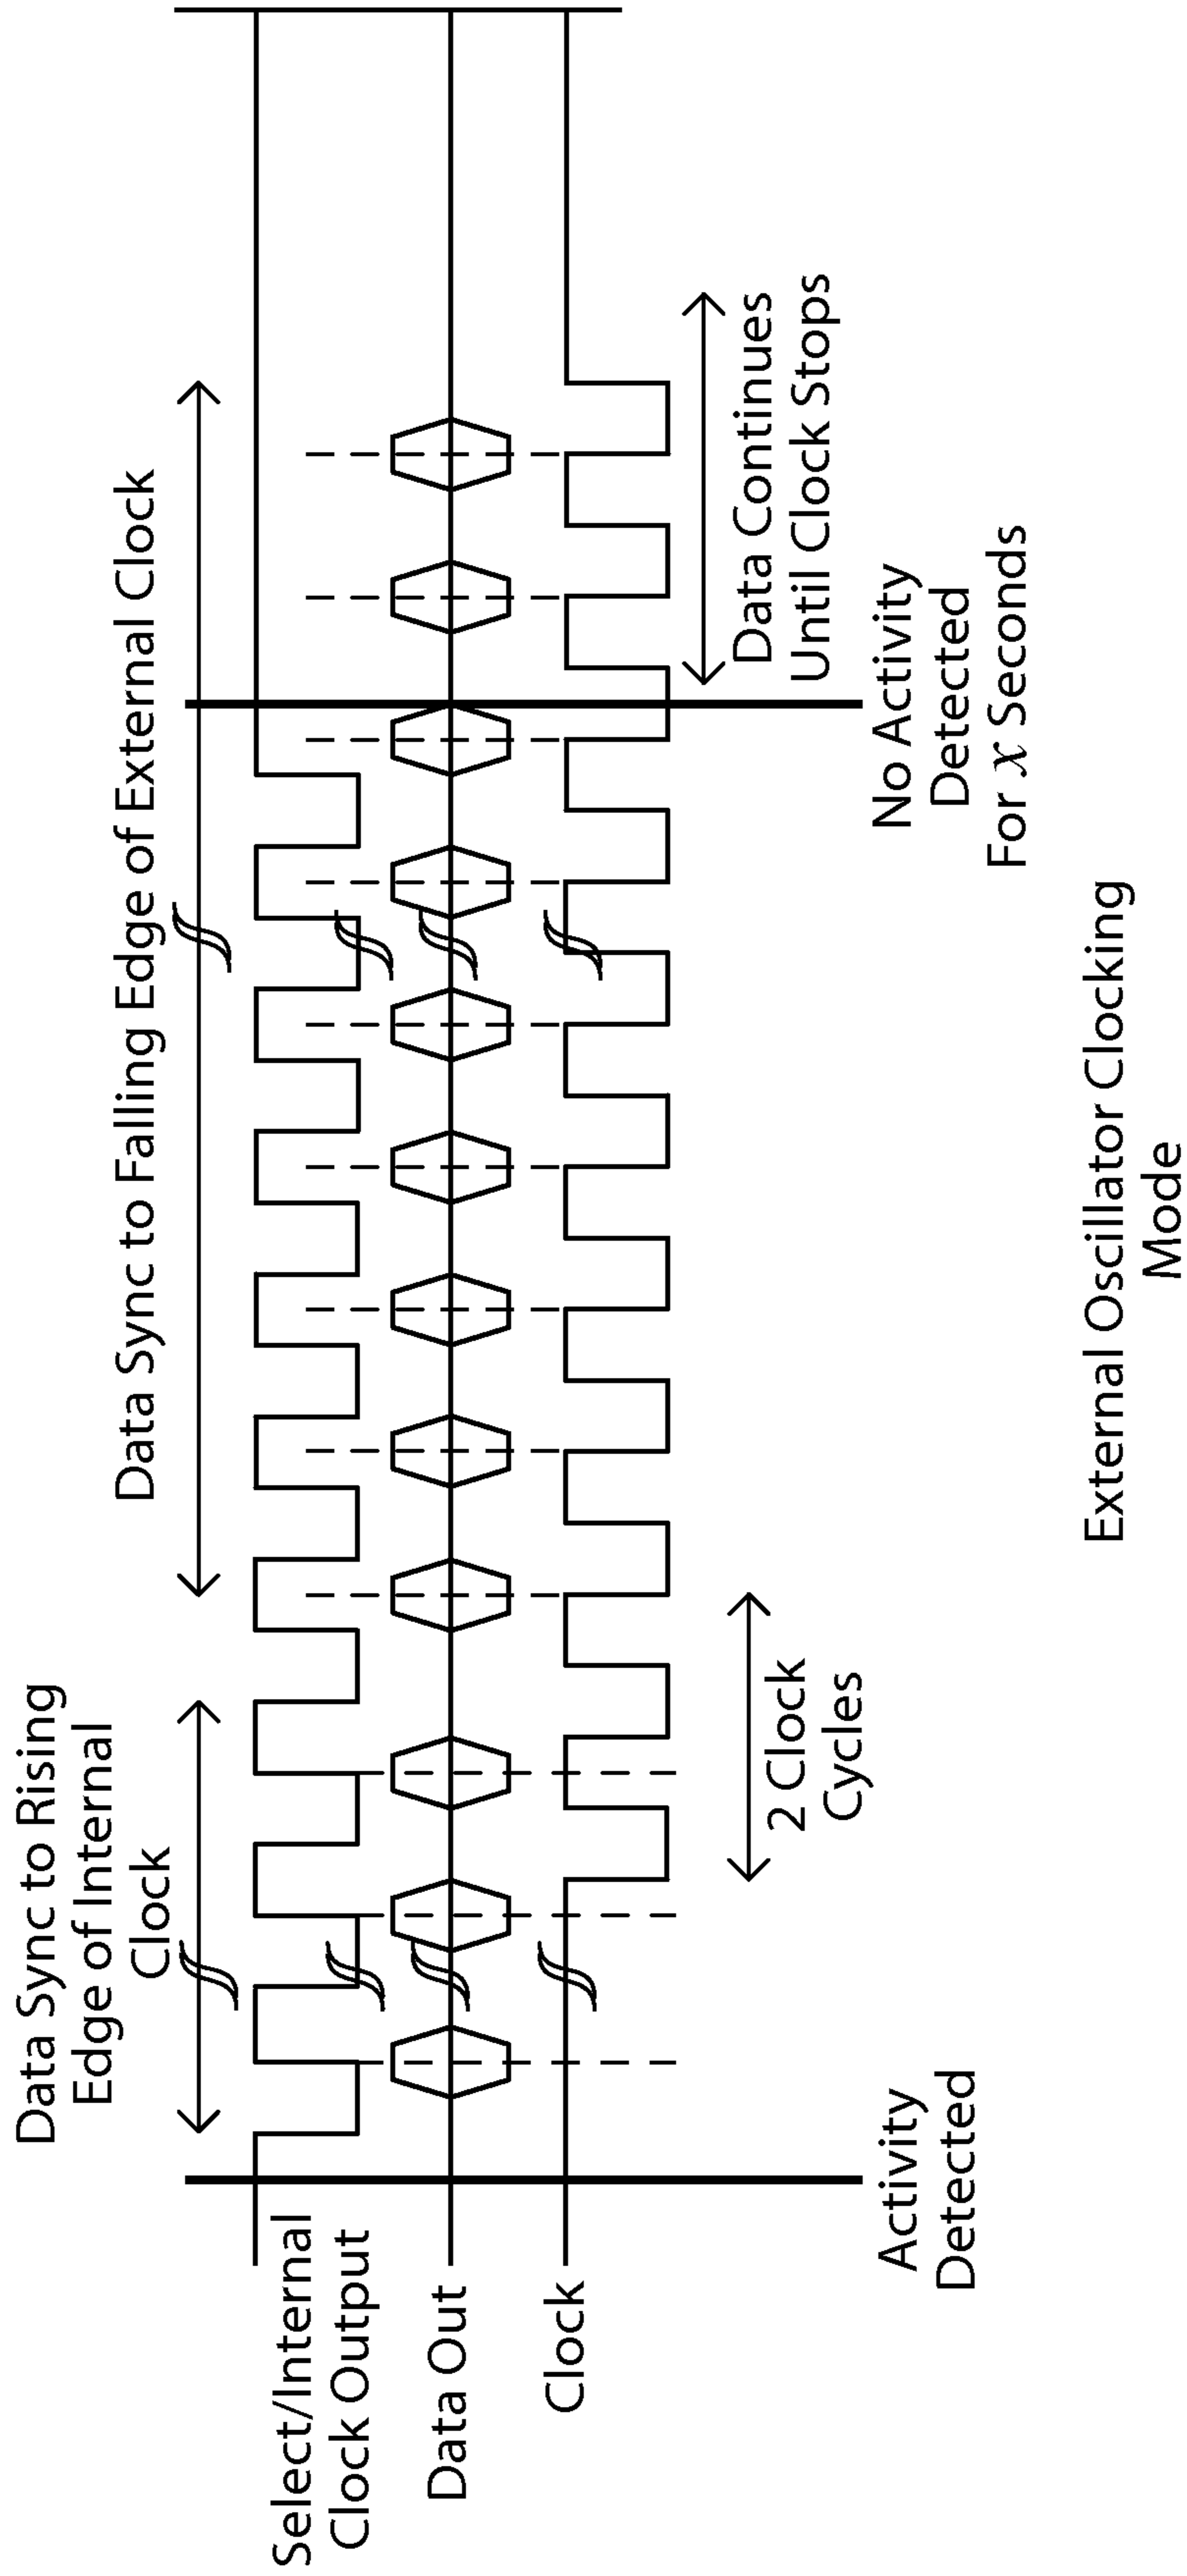 Data Sync to Rising
Edge of Internal
Clock
Data Sync to Falling Edge of External Clock
Select/Internal
Clock Output
Data Out
Clock
2 Clock
Cycles
Data Continues
Until Clock Stops
Activity
Detected
No Activity
Detected
For x Seconds
External Oscillator Clocking
Mode